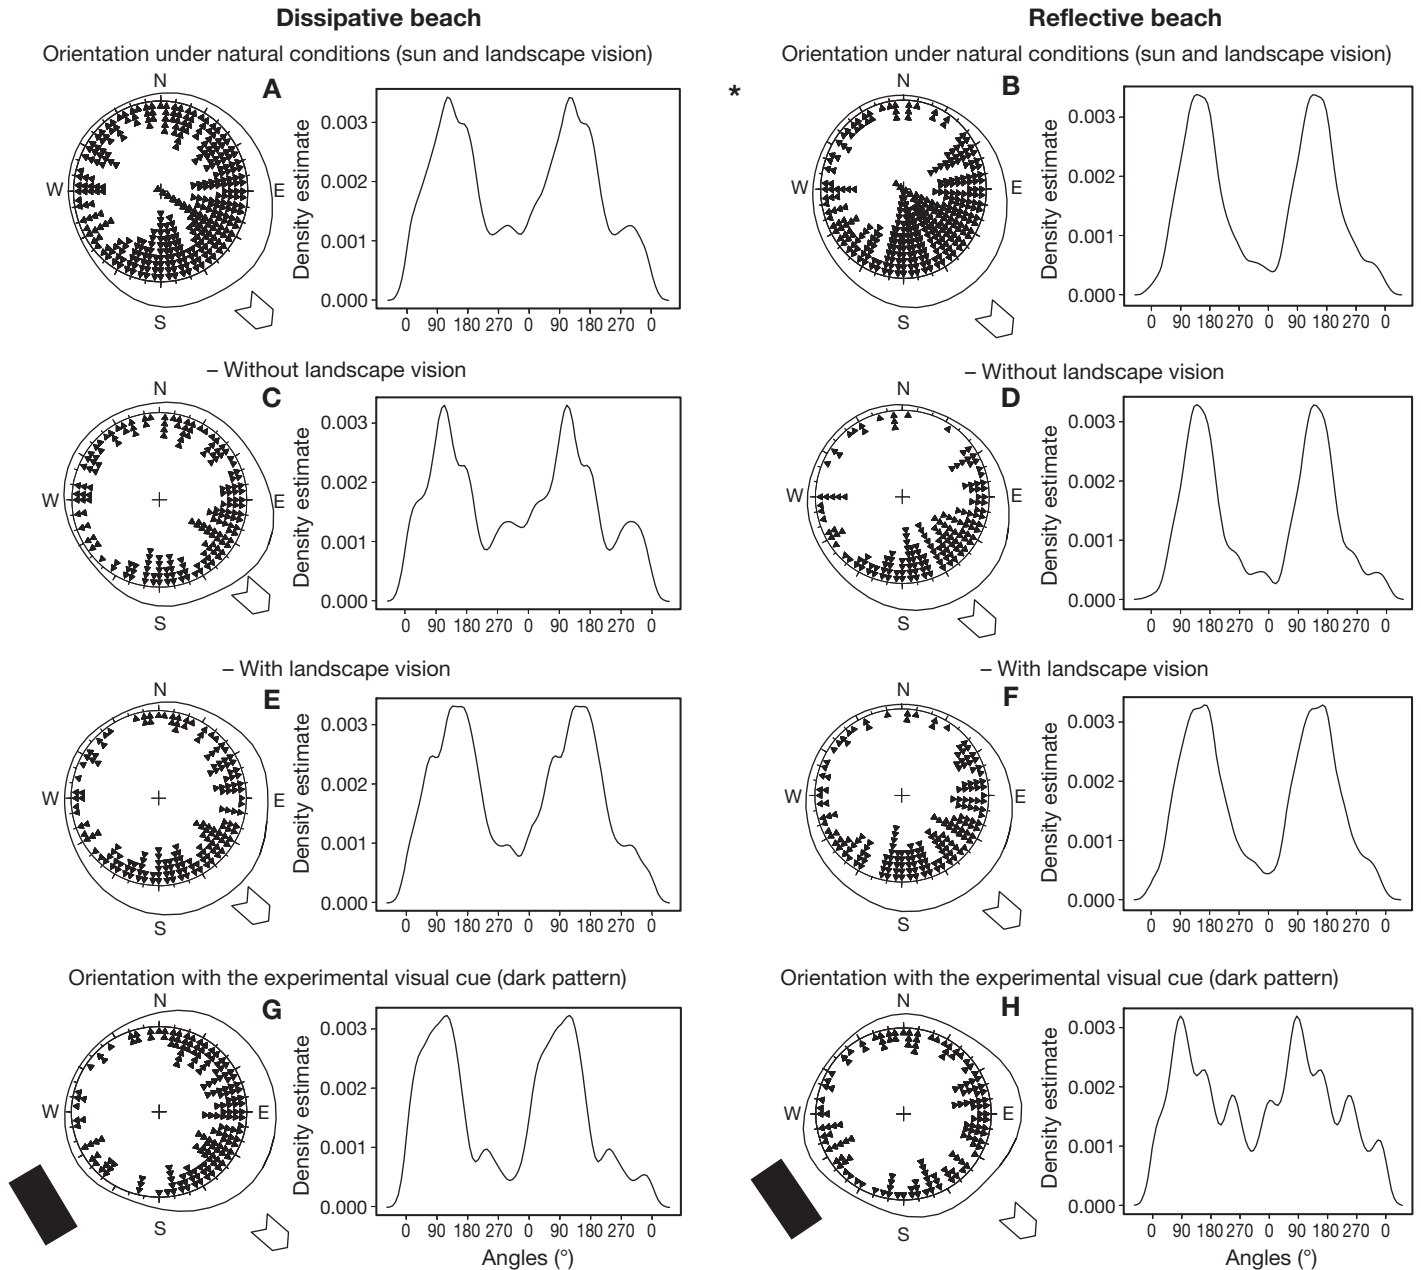 Dissipative beach
Reflective beach
Orientation under natural conditions (sun and landscape vision)
Orientation under natural conditions (sun and landscape vision)
N
A
W
E
S
Density estimate
0.003
0.002
0.001
0.000
0 90 180 270 0 90 180 270 0
*
N
B
W
E
S
Density estimate
0.003
0.002
0.001
0.000
0 90 180 270 0 90 180 270 0
– Without landscape vision
– Without landscape vision
N
C
W
E
S
Density estimate
0.003
0.002
0.001
0.000
0 90 180 270 0 90 180 270 0
N
D
W
E
S
Density estimate
0.003
0.002
0.001
0.000
0 90 180 270 0 90 180 270 0
– With landscape vision
– With landscape vision
N
E
W
E
S
Density estimate
0.003
0.002
0.001
0.000
0 90 180 270 0 90 180 270 0
N
F
W
E
S
Density estimate
0.003
0.002
0.001
0.000
0 90 180 270 0 90 180 270 0
Orientation with the experimental visual cue (dark pattern)
Orientation with the experimental visual cue (dark pattern)
N
G
W
E
S
Density estimate
0.003
0.002
0.001
0.000
0 90 180 270 0 90 180 270 0
Angles (°)
N
H
W
E
S
Density estimate
0.003
0.002
0.001
0.000
0 90 180 270 0 90 180 270 0
Angles (°)